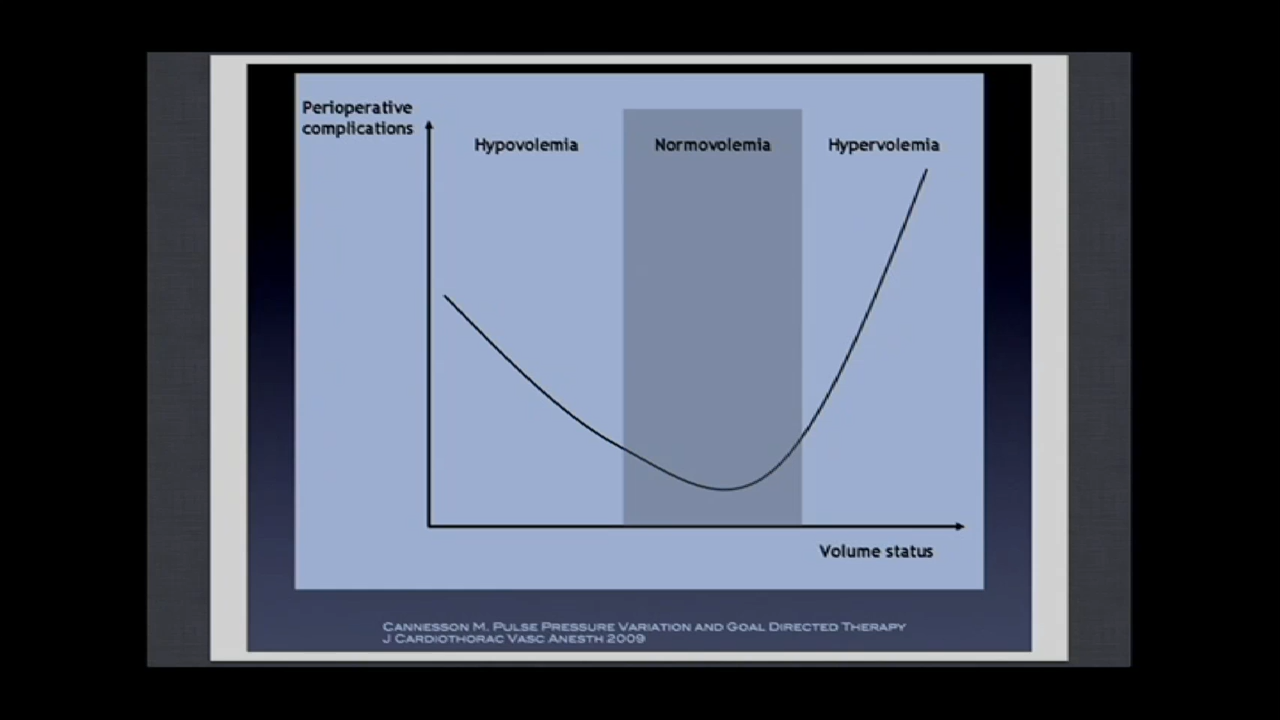 Perioperative
complications
Hypovolemia
Normovolemia
Hypervolemia
Volume status
Cannesson M. Pulse Pressure Variation and Goal Directed Therapy
J Cardiothorac Vasc Anesth 2009